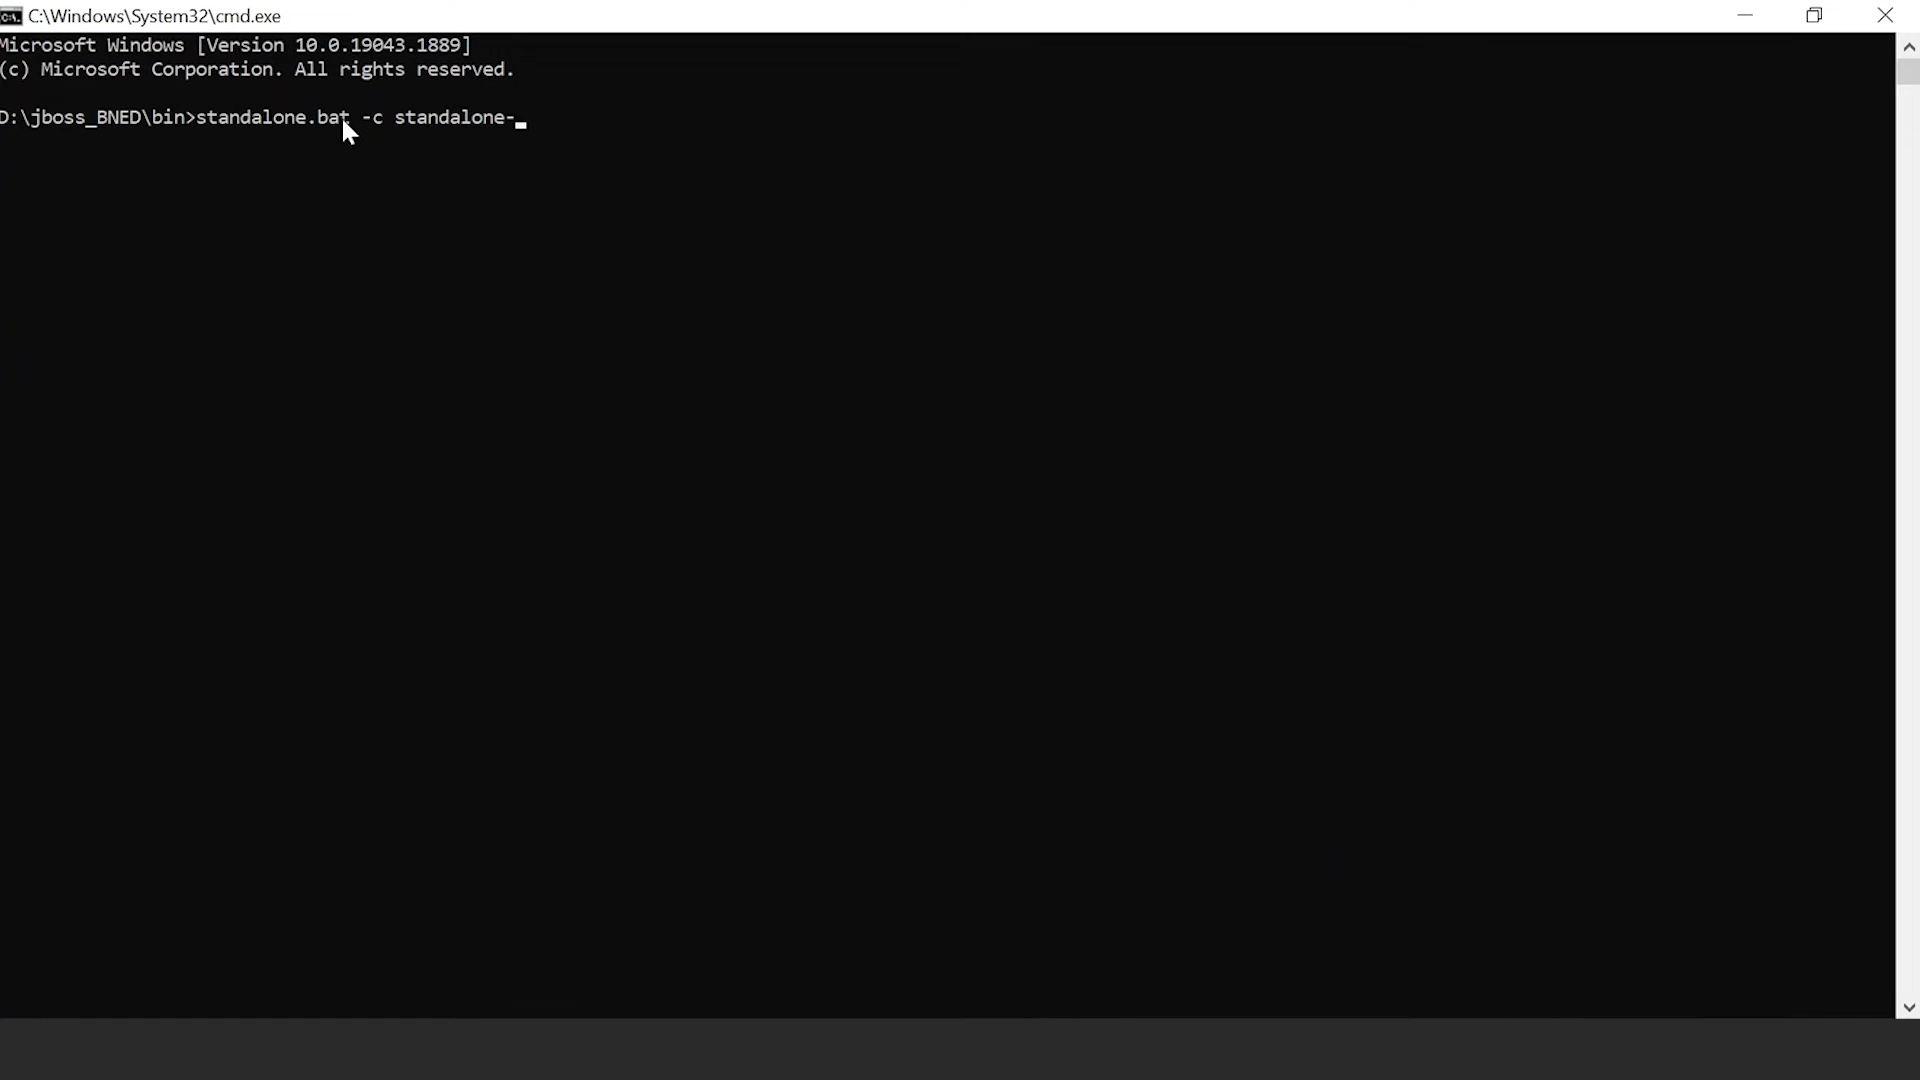 C:\Windows\System32\cmd.exe
Microsoft Windows [Version 10.0.19043.1889]
(c) Microsoft Corporation. All rights reserved.
D:\jboss_BNED\bin>standalone.bat -c standalone-